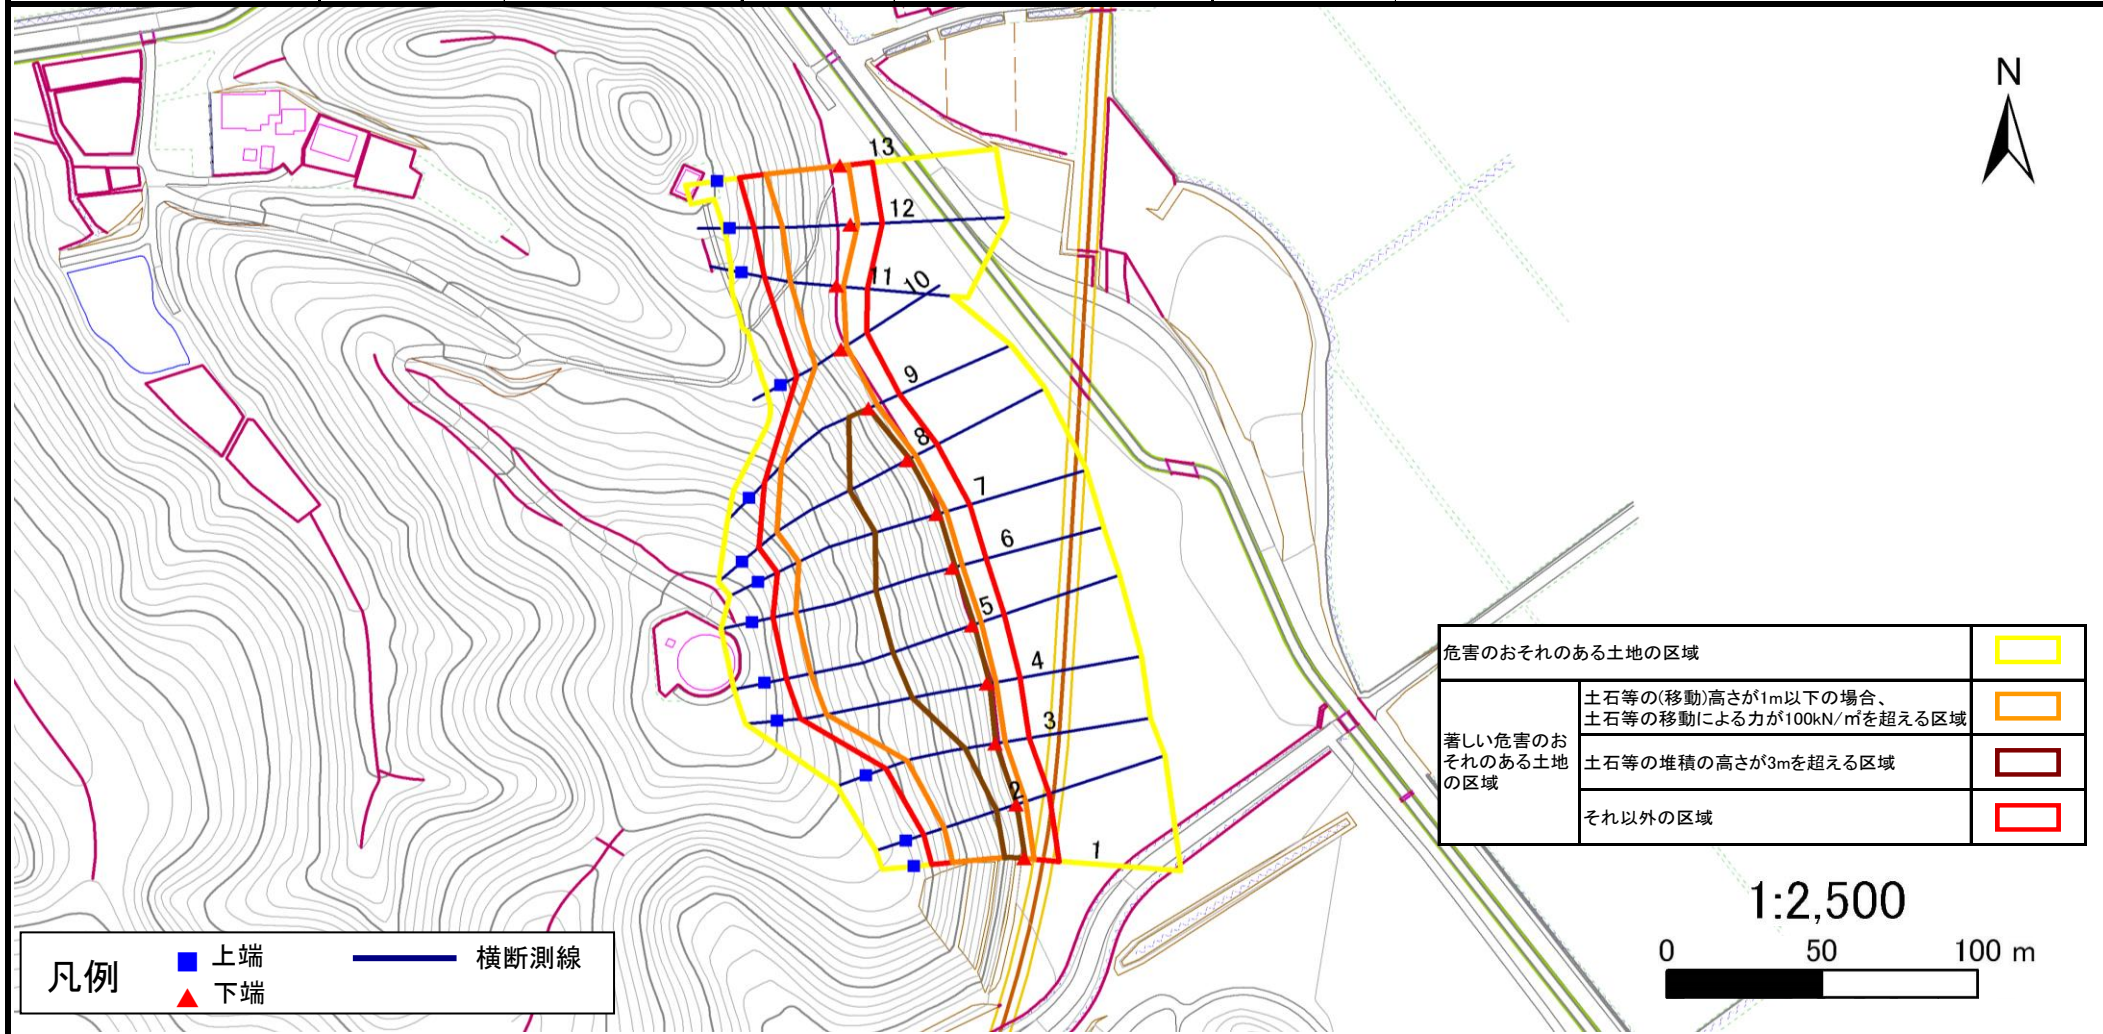 N
13
12
11
10
9
8
7
6
5
4
3
2
1
危害のおそれのある土地の区域
著しい危害のお
それのある土地
の区域
土石等の(移動)高さが1m以下の場合、
土石等の移動による力が100kN/㎡を超える区域
土石等の堆積の高さが3mを超える区域
それ以外の区域
1:2,500
0 50 100 m
凡例
上端
下端
横断測線